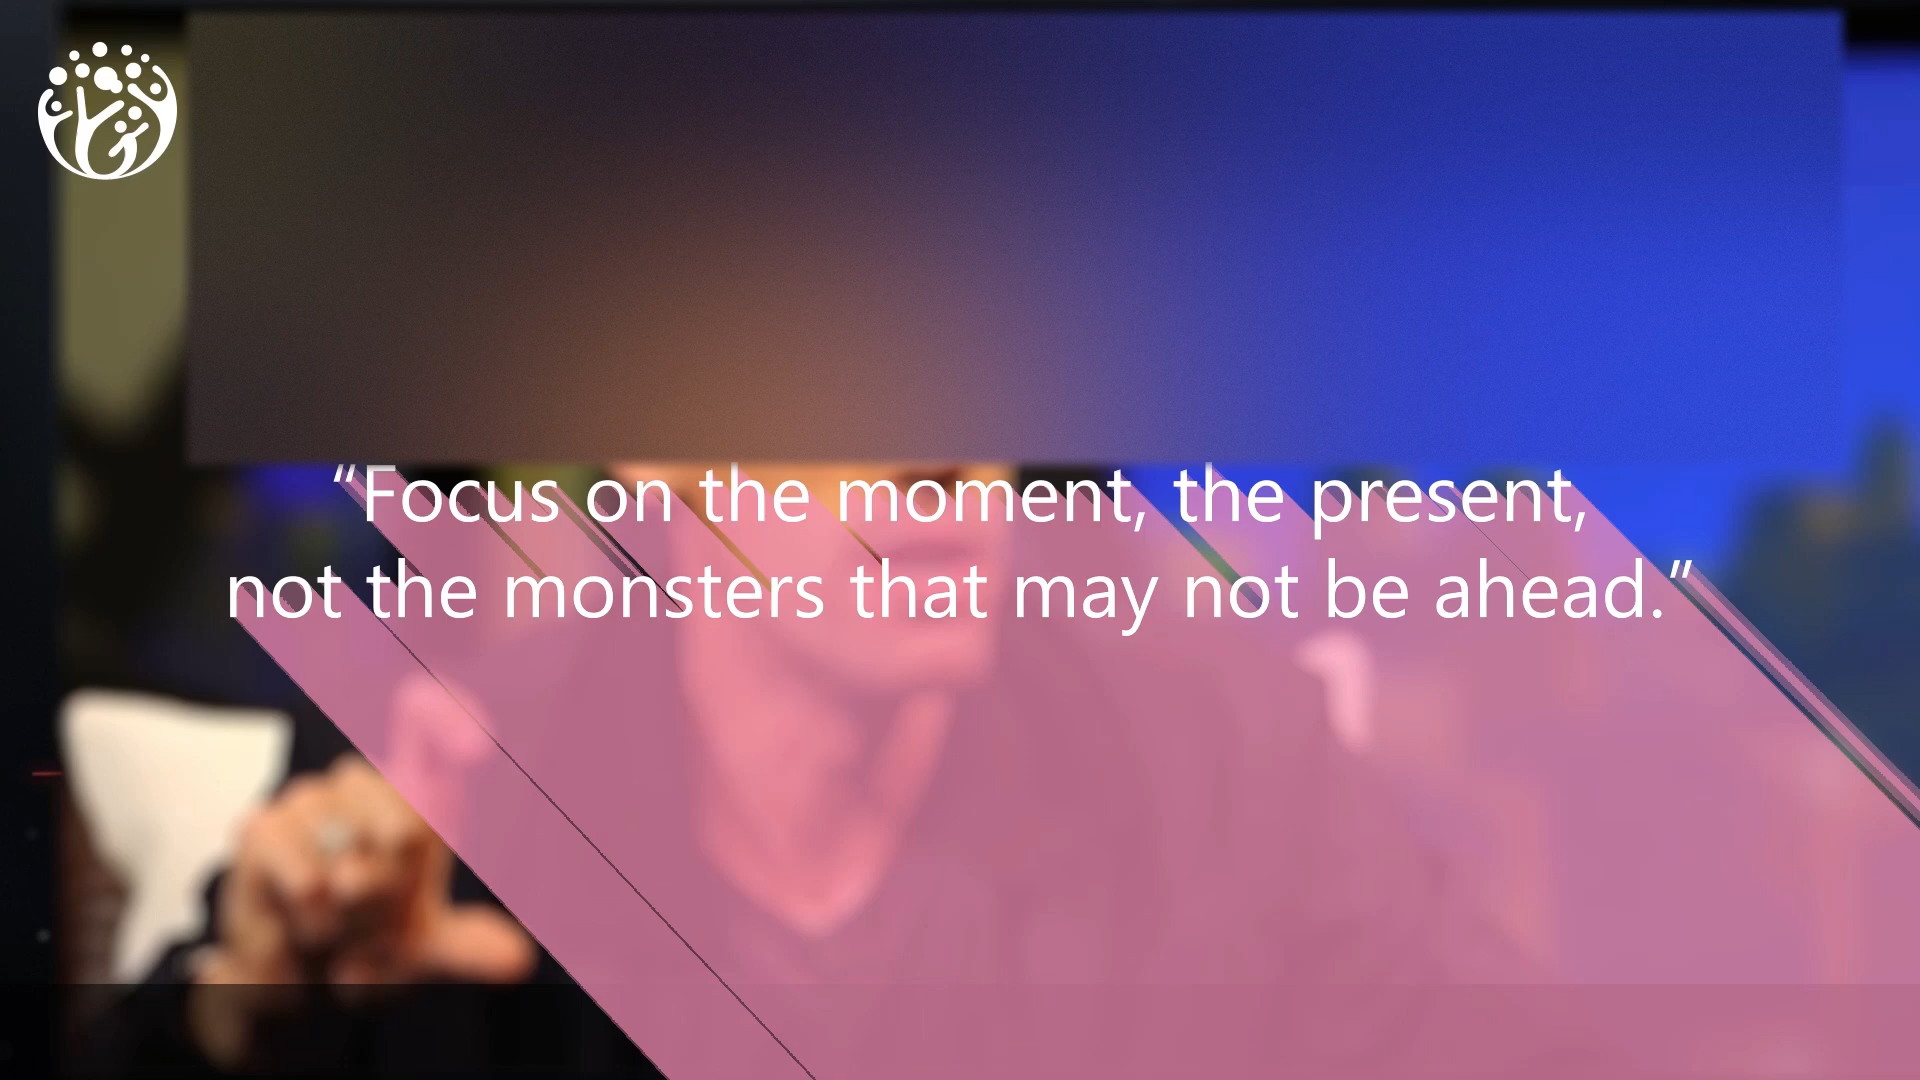 “Focus on the moment, the present,
not the monsters that may not be ahead.”